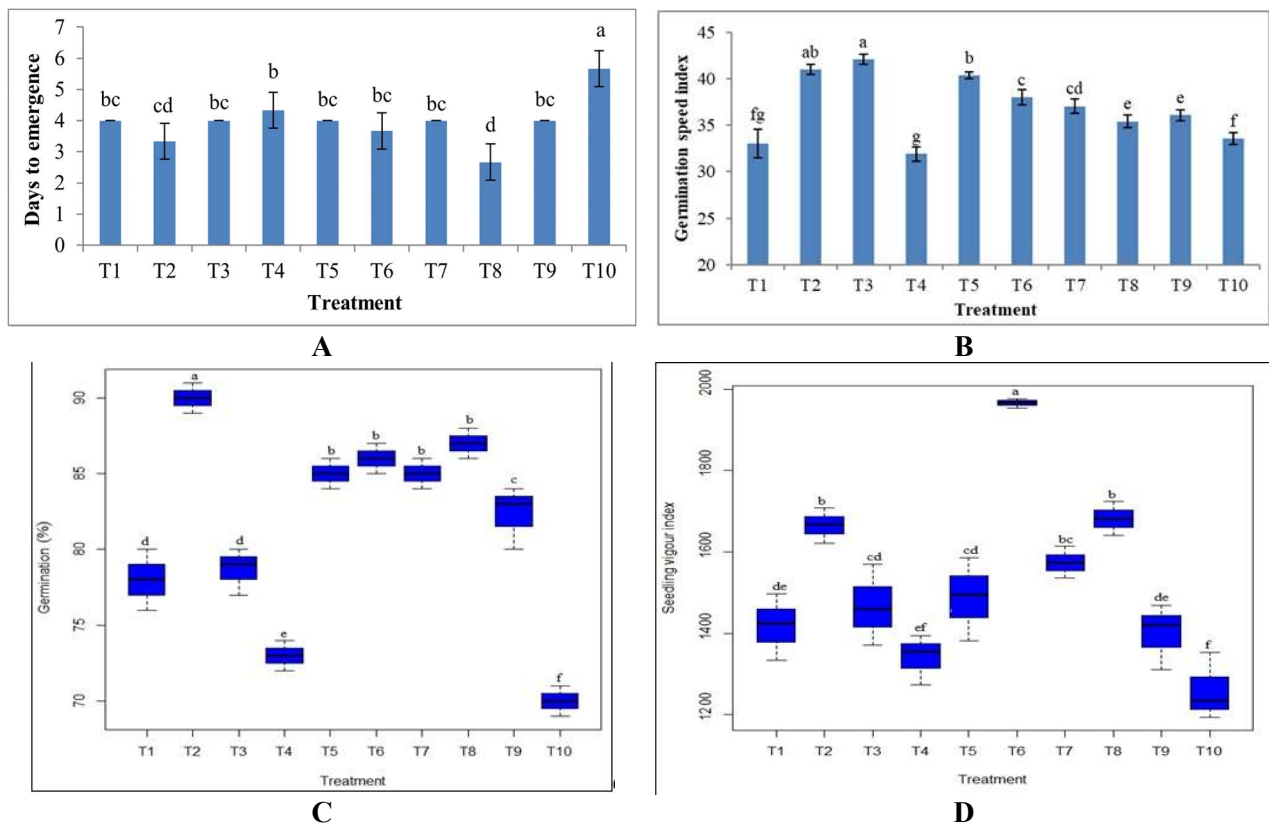 Days to emergence
7
6
5
4
3
2
1
0
bc cd bc b bc bc bc d bc a
T1 T2 T3 T4 T5 T6 T7 T8 T9 T10
Treatment
A
Germination speed index
45
40
35
30
25
20
fg ab a g b c cd e e f
T1 T2 T3 T4 T5 T6 T7 T8 T9 T10
Treatment
B
Germination (%)
90
85
80
75
70
d a d e b b b b c f
T1 T2 T3 T4 T5 T6 T7 T8 T9 T10
Treatment
C
Seedling vigour index
2000
1800
1600
1400
1200
de b cd ef cd a bc b de f
T1 T2 T3 T4 T5 T6 T7 T8 T9 T10
Treatment
D